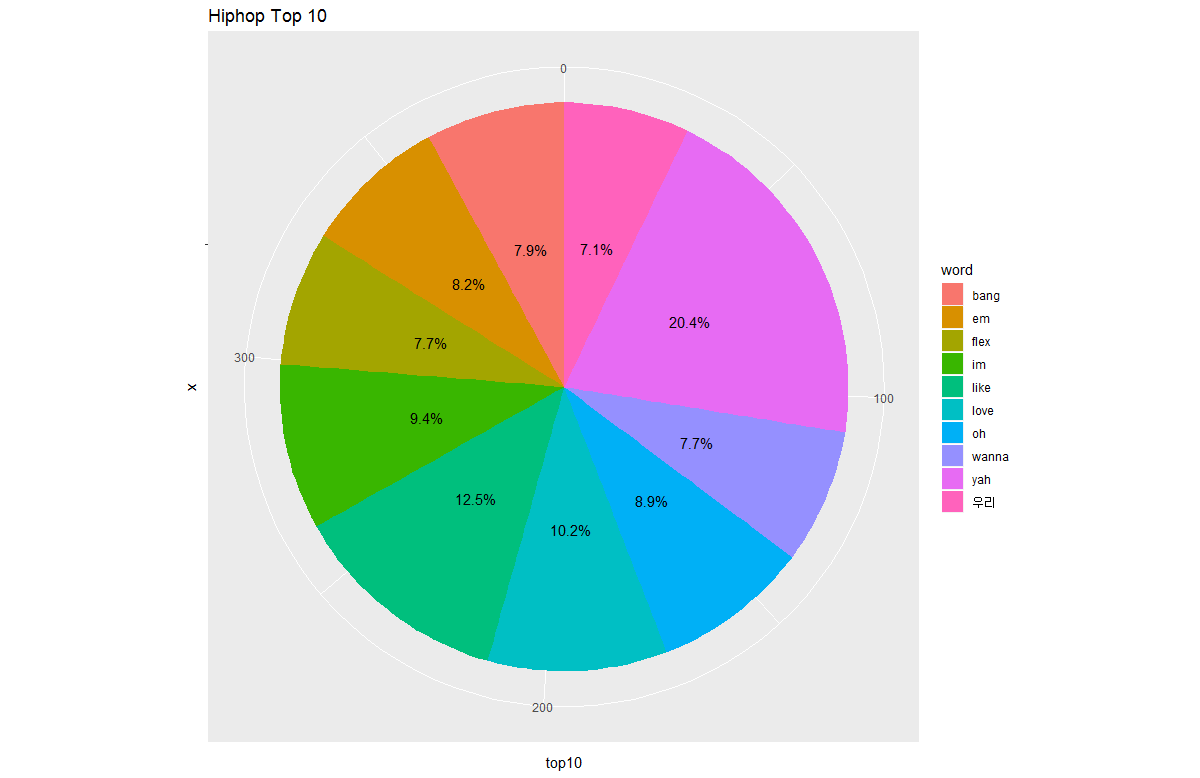 Hiphop Top 10
0
7.9%
7.1%
8.2%
20.4%
7.7%
300
100
9.4%
7.7%
12.5%
8.9%
10.2%
200
x
top10
word
bang
em
flex
im
like
love
oh
wanna
yah
우리